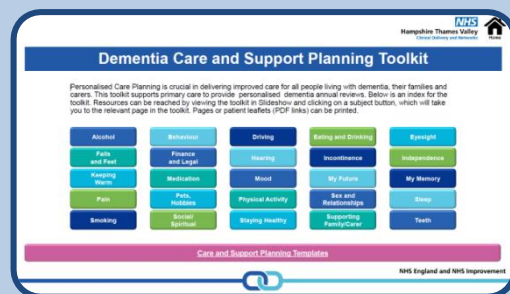 NHS
Hampshire Thames Valley
Clinical Delivery and Networks
Home
Dementia Care and Support Planning Toolkit
Personalised Care Planning is crucial in delivering improved care for all people living with dementia, their families and
carers. This toolkit supports primary care to provide personalised dementia annual reviews. Below is an index for the
toolkit. Resources can be reached by viewing the toolkit in Slideshow and clicking on a subject button, which will take
you to the relevant page in the toolkit. Pages or patient leaflets (PDF links) can be printed.
Alcohol
Behaviour
Driving
Eating and Drinking
Eyesight
Falls
and Feet
Finance
and Legal
Hearing
Incontinence
Independence
Keeping
Warm
Medication
Mood
My Future
My Memory
Pain
Pets,
Hobbies
Physical Activity
Sex and
Relationships
Sleep
Smoking
Social/
Spiritual
Staying Healthy
Supporting
Family/Carer
Teeth
Care and Support Planning Templates
NHS England and NHS Improvement